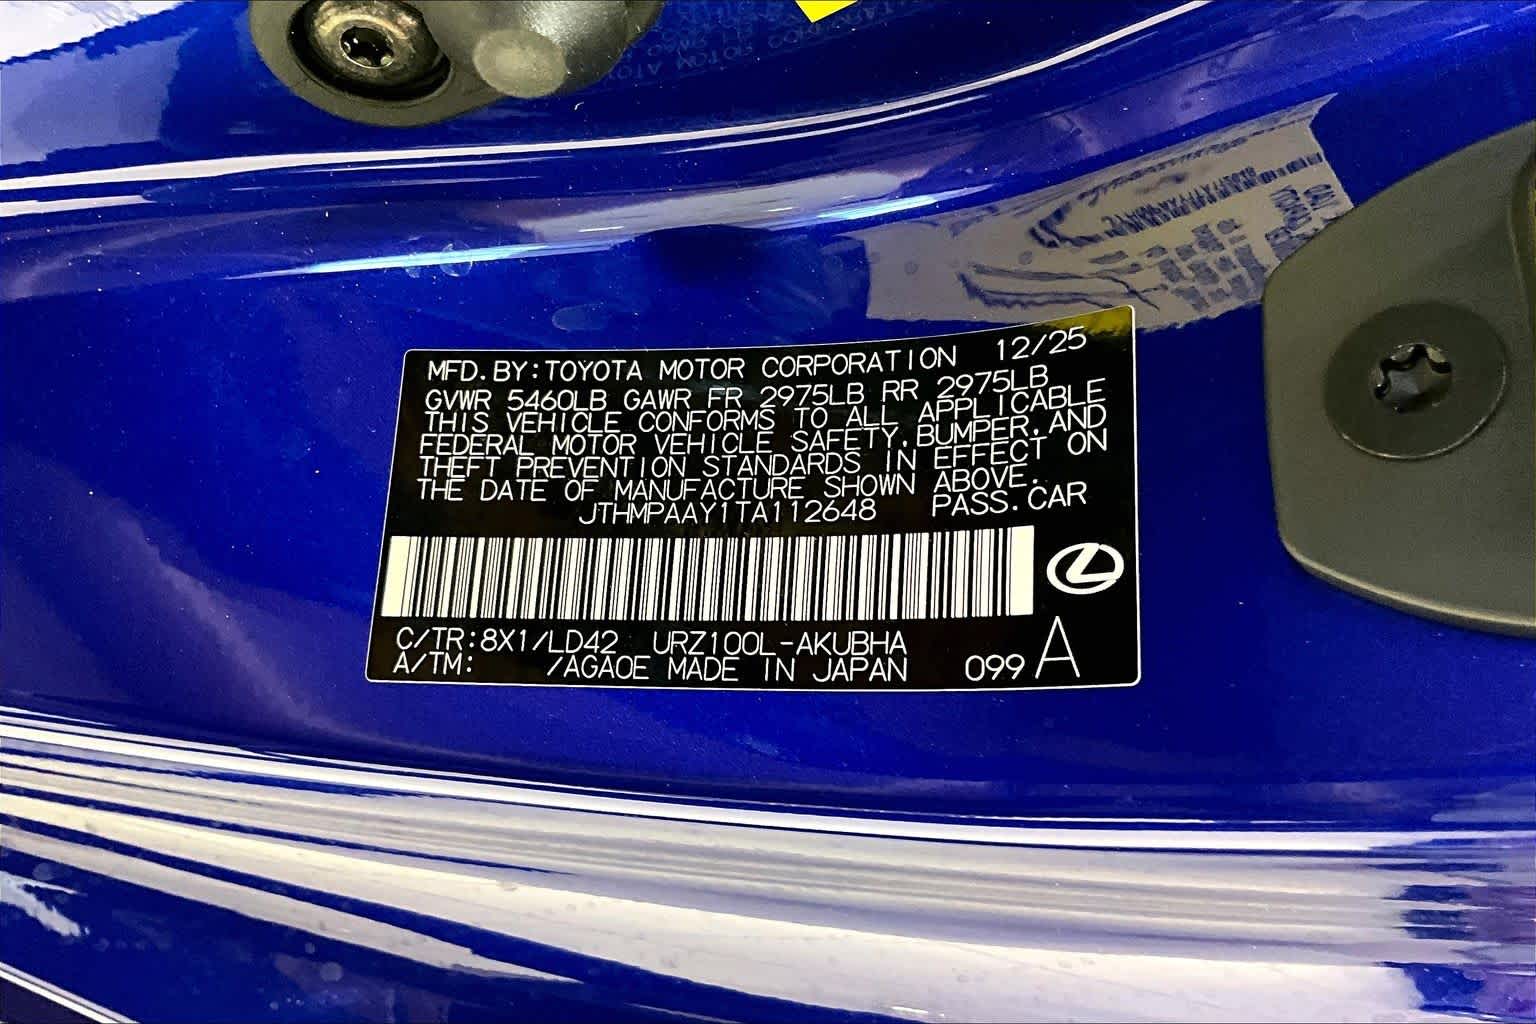 MFD.BY:TOYOTA MOTOR CORPORATION 12/25
GVWR 5460LB GAWR FR 2975LB RR 2975LB
THIS VEHICLE CONFORMS TO ALL APPLICABLE
FEDERAL MOTOR VEHICLE SAFETY,BUMPER,AND
THEFT PREVENTION STANDARDS IN EFFECT ON
THE DATE OF MANUFACTURE SHOWN ABOVE.
JTHMPAAY1TA112648 PASS.CAR
C/TR:8X1/LD42 URZ100L-AKUBHA
A/TM: /AGA0E MADE IN JAPAN 099 A